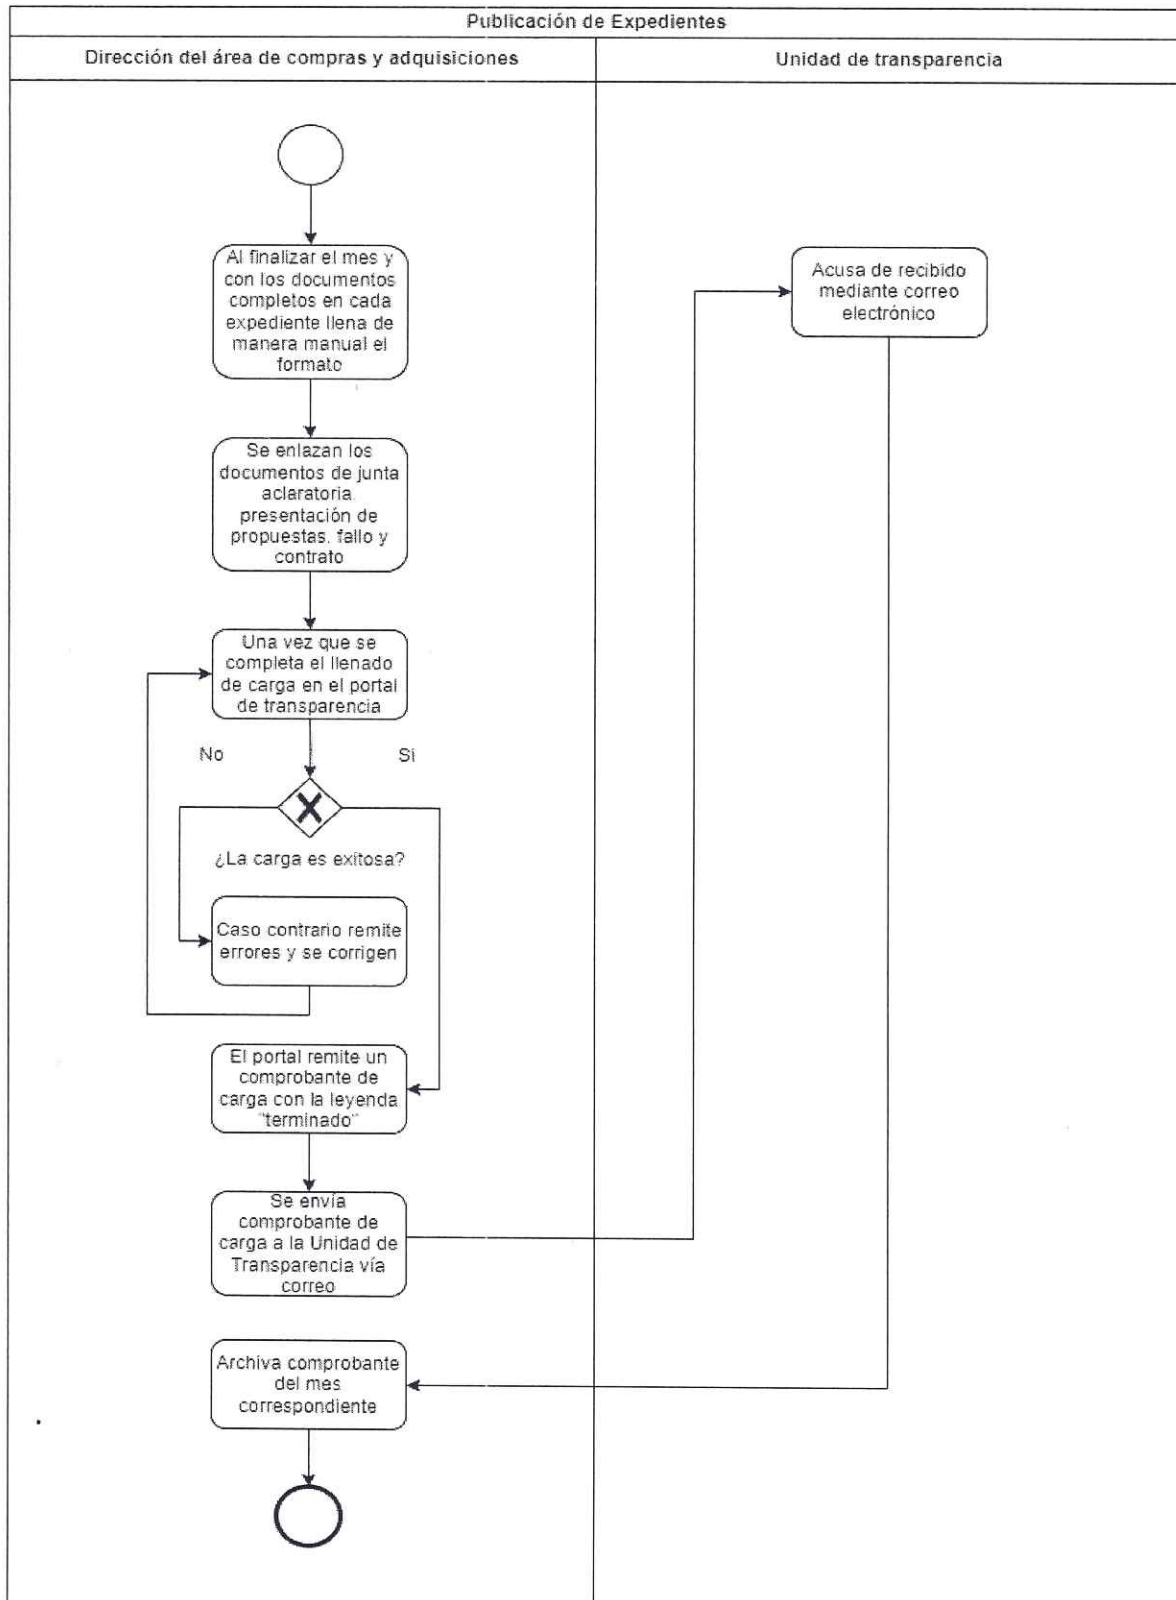 Publicación de Expedientes
Dirección del área de compras y adquisiciones
Unidad de transparencia
Al finalizar el mes y
con los documentos
completos en cada
expediente llena de
manera manual el
formato
Acusa de recibido
mediante correo
electrónico
Se enlazan los
documentos de junta
aclaratoria
presentación de
propuestas, fallo y
contrato
Una vez que se
completa el llenado
de carga en el portal
de transparencia
No
Si
¿La carga es exitosa?
Caso contrario remite
errores y se corrigen
El portal remite un
comprobante de
carga con la leyenda
"terminado"
Se envía
comprobante de
carga a la Unidad de
Transparencia vía
correo
Archiva comprobante
del mes
correspondiente